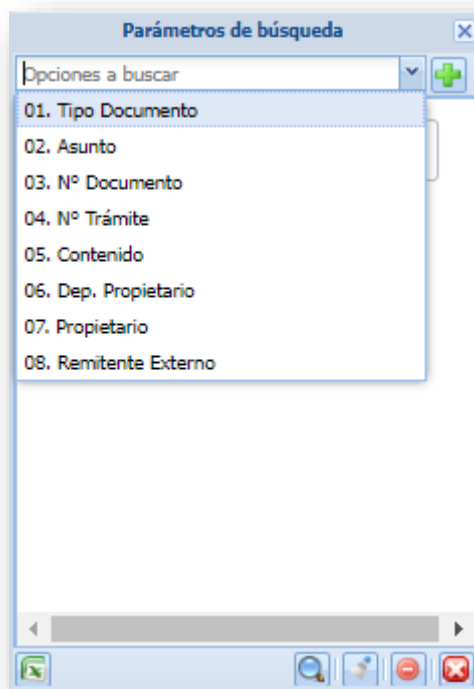 Parámetros de búsqueda
Opciones a buscar
01. Tipo Documento
02. Asunto
03. Nº Documento
04. Nº Trámite
05. Contenido
06. Dep. Propietario
07. Propietario
08. Remitente Externo